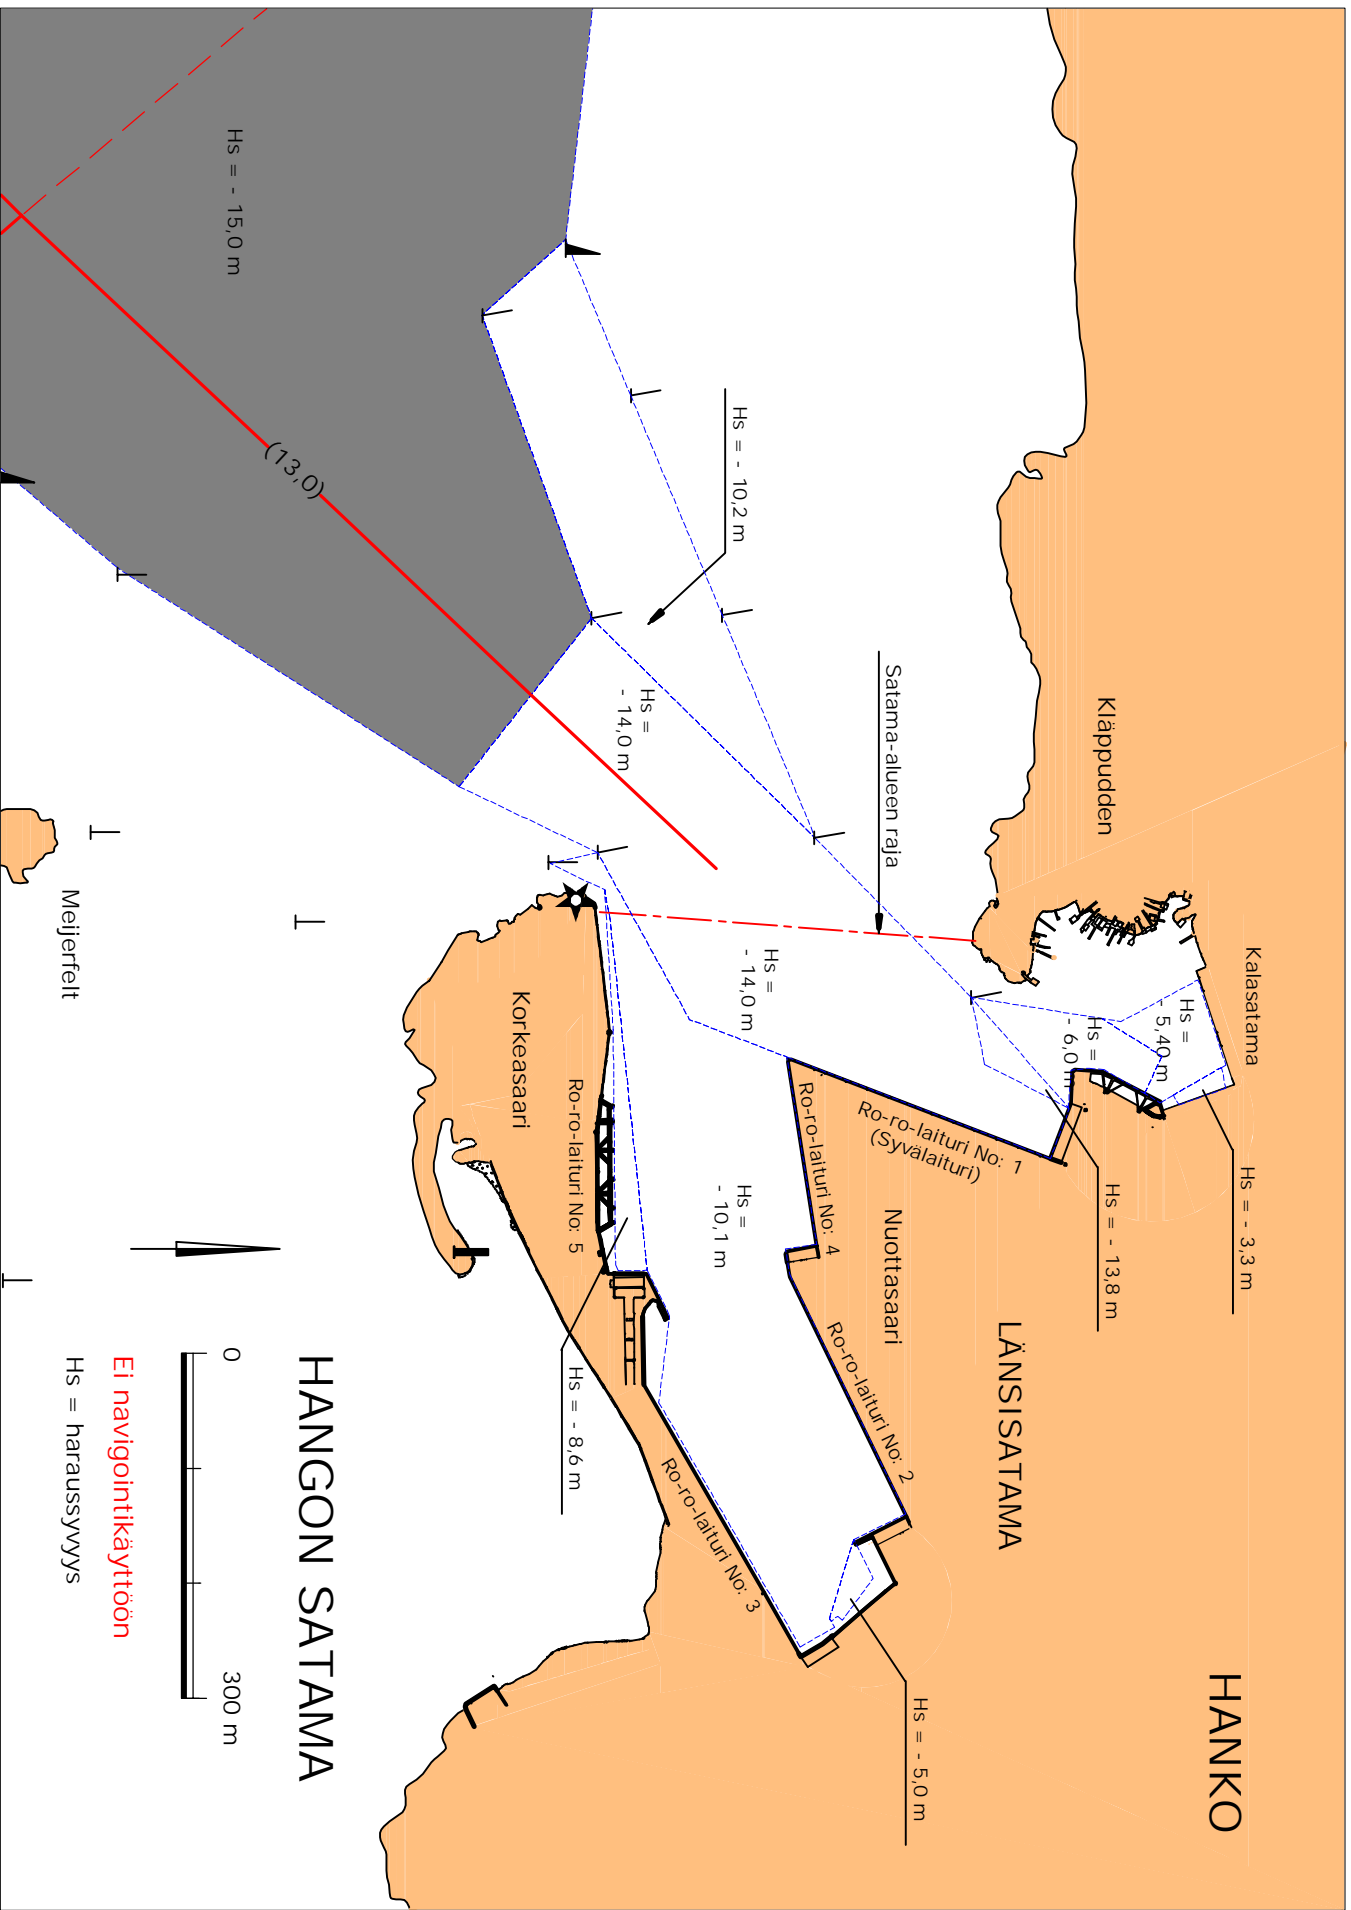 HANKO
Kalasatama
Kläppudden
Hs =
- 5,40 m
Hs =
- 6,0 m
Hs = - 3,3 m
Hs = - 13,8 m
LÄNSISATAMA
Satama-alueen raja
Ro-ro-laituri No: 1
(Syvälaituri)
Nuottasaari
Hs = - 5,0 m
Ro-ro-laituri No: 4
Ro-ro-laituri No: 2
Hs = - 10,2 m
Hs =
- 14,0 m
Hs =
- 14,0 m
Hs =
- 10,1 m
Ro-ro-laituri No: 3
Ro-ro-laituri No: 5
Hs = - 8,6 m
Korkeasaari
Hs = - 15,0 m
(13,0)
Meijerfelt
HANGON SATAMA
0
300 m
Ei navigointikäyttöön
Hs = haraussyvyys